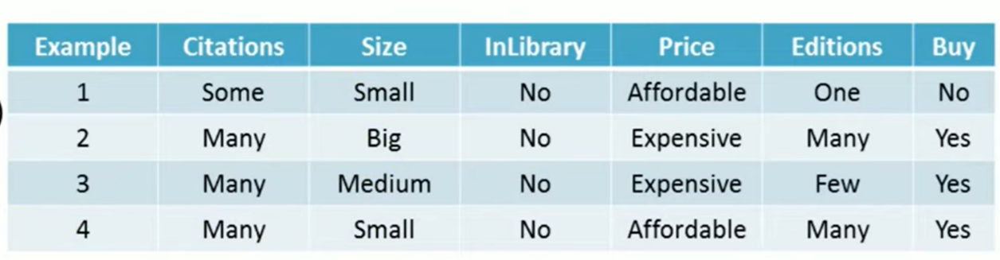 Example Citations Size InLibrary Price Editions Buy
1 Some Small No Affordable One No
2 Many Big No Expensive Many Yes
3 Many Medium No Expensive Few Yes
4 Many Small No Affordable Many Yes